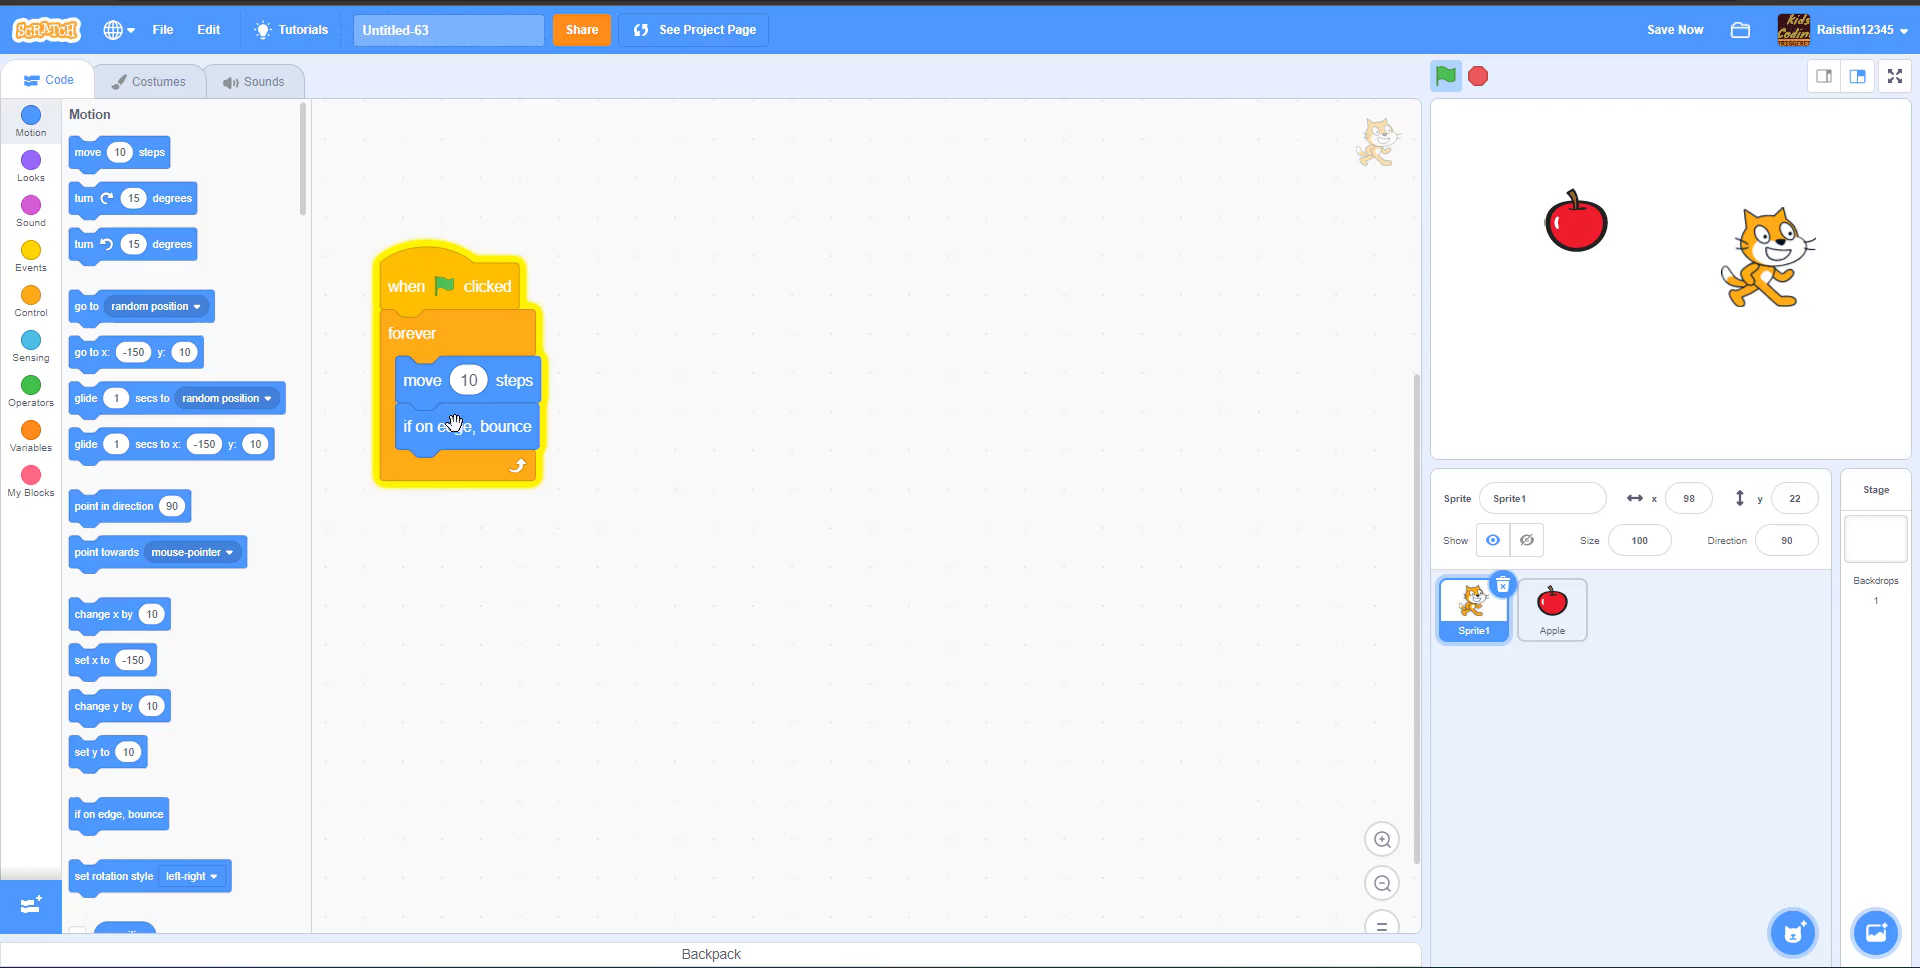 SCRATCH
File
Edit
Tutorials
Untitled-63
Share
See Project Page
Save Now
Kids
Coding
TRIGGERED
Raistlin12345
Code
Costumes
Sounds
Motion
Looks
Sound
Events
Control
Sensing
Operators
Variables
My Blocks
Motion
move 10 steps
turn 15 degrees
turn 15 degrees
go to random position
go to x: -150 y: 10
glide 1 secs to random position
glide 1 secs to x: -150 y: 10
point in direction 90
point towards mouse-pointer
change x by 10
set x to -150
change y by 10
set y to 10
if on edge, bounce
set rotation style left-right
when clicked
forever
move 10 steps
if on edge, bounce
Sprite Sprite1 x 98 y 22
Show Size 100 Direction 90
Sprite1
Apple
Stage
Backdrops
1
Backpack